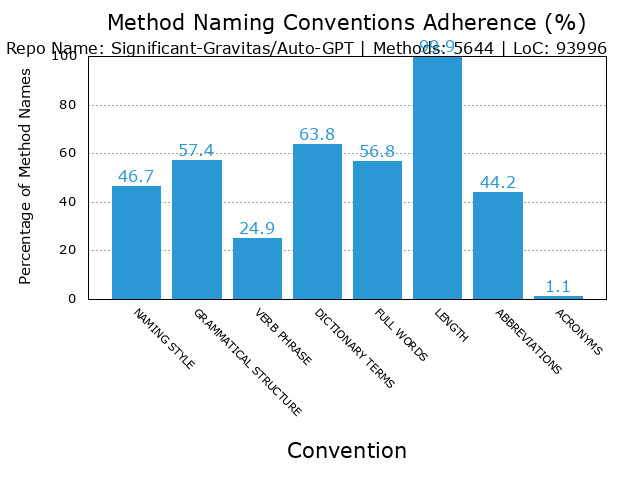 Method Naming Conventions Adherence (%)
Repo Name: Significant-Gravitas/Auto-GPT | Methods: 5644 | LoC: 93996
Percentage of Method Names
100
80
60
40
20
0
46.7
57.4
24.9
63.8
56.8
99.9
44.2
1.1
NAMING STYLE
GRAMMATICAL STRUCTURE
VERB PHRASE
DICTIONARY TERMS
FULL WORDS
LENGTH
ABBREVIATIONS
ACRONYMS
Convention